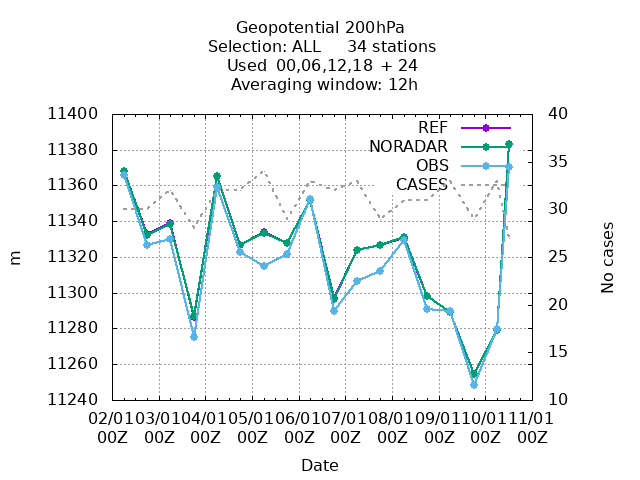 Geopotential 200hPa
Selection: ALL 34 stations
Used 00,06,12,18 + 24
Averaging window: 12h
REF
NORADAR
OBS
CASES
11400
11380
11360
11340
11320
11300
11280
11260
11240
m
40
35
30
25
20
15
10
No cases
02/01 03/01 04/01 05/01 06/01 07/01 08/01 09/01 10/01 11/01
00Z 00Z 00Z 00Z 00Z 00Z 00Z 00Z 00Z 00Z
Date